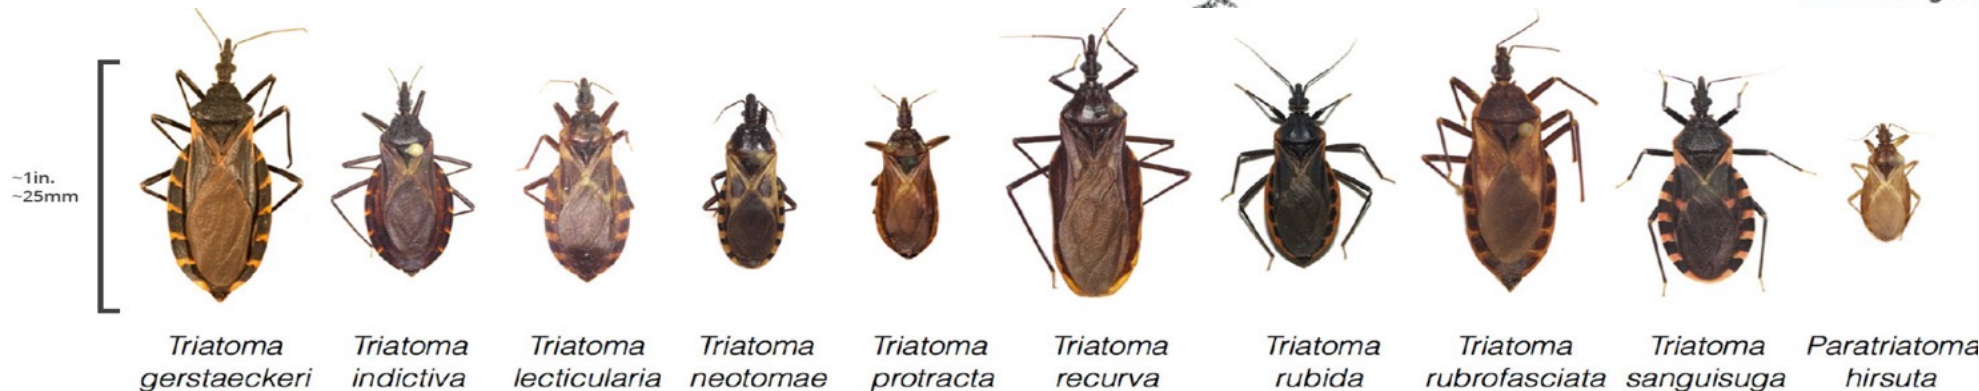 ~1in.
~25mm
Triatoma gerstaeckeri
Triatoma indictiva
Triatoma lecticularia
Triatoma neotomae
Triatoma protracta
Triatoma recurva
Triatoma rubida
Triatoma rubrofasciata
Triatoma sanguisuga
Paratriatoma hirsuta